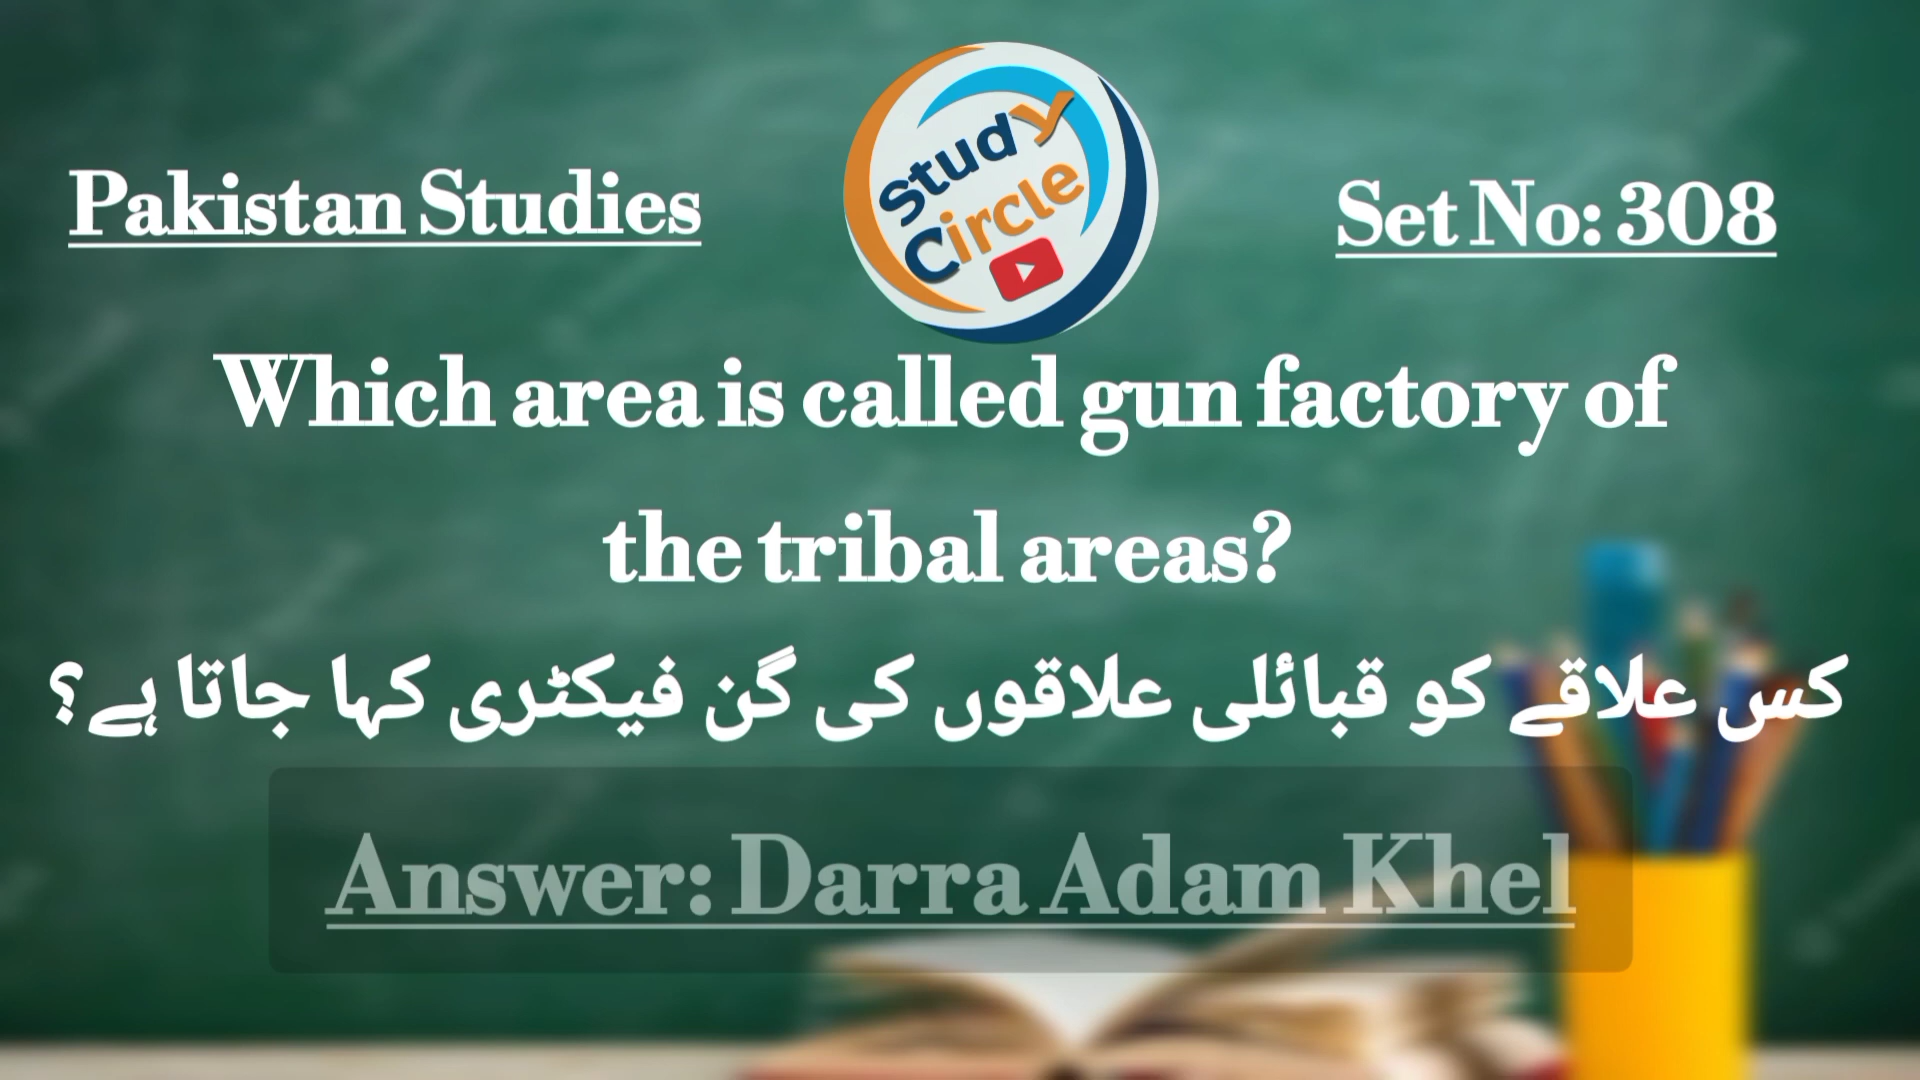 Pakistan Studies
Study
Circle
Set No: 308
Which area is called gun factory of
the tribal areas?
کس علاقے کو قبائلی علاقوں کی گن فیکٹری کہا جاتا ہے؟
Answer: Darra Adam Khel